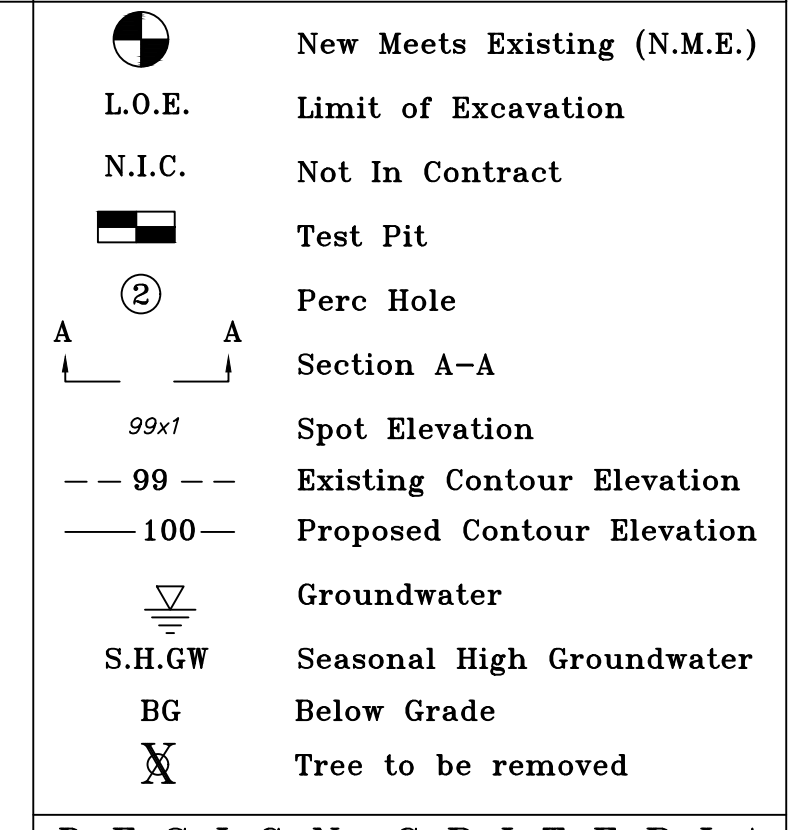 New Meets Existing (N.M.E.)
L.O.E. Limit of Excavation
N.I.C. Not In Contract
Test Pit
2 Perc Hole
A A
Section A-A
99x1 Spot Elevation
99 Existing Contour Elevation
100 Proposed Contour Elevation
Groundwater
S.H.GW Seasonal High Groundwater
BG Below Grade
X Tree to be removed
D E S I G N C R I T E R I A